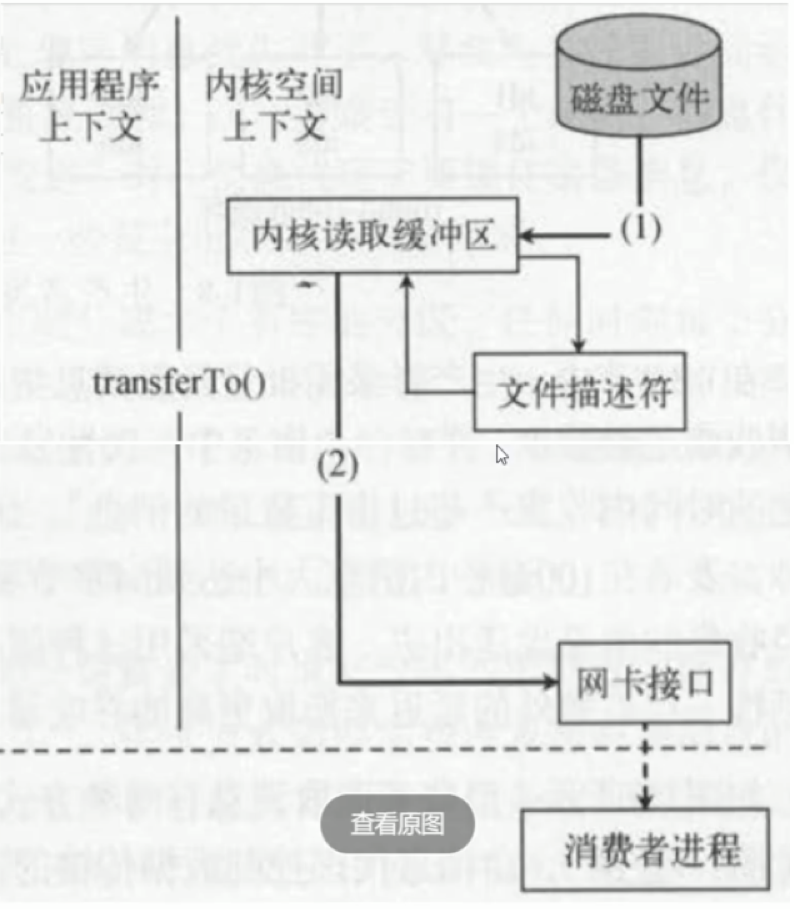 应用程序
上下文
内核空间
上下文
磁盘文件
(1)
内核读取缓冲区
transferTo()
文件描述符
(2)
网卡接口
查看原图
消费者进程